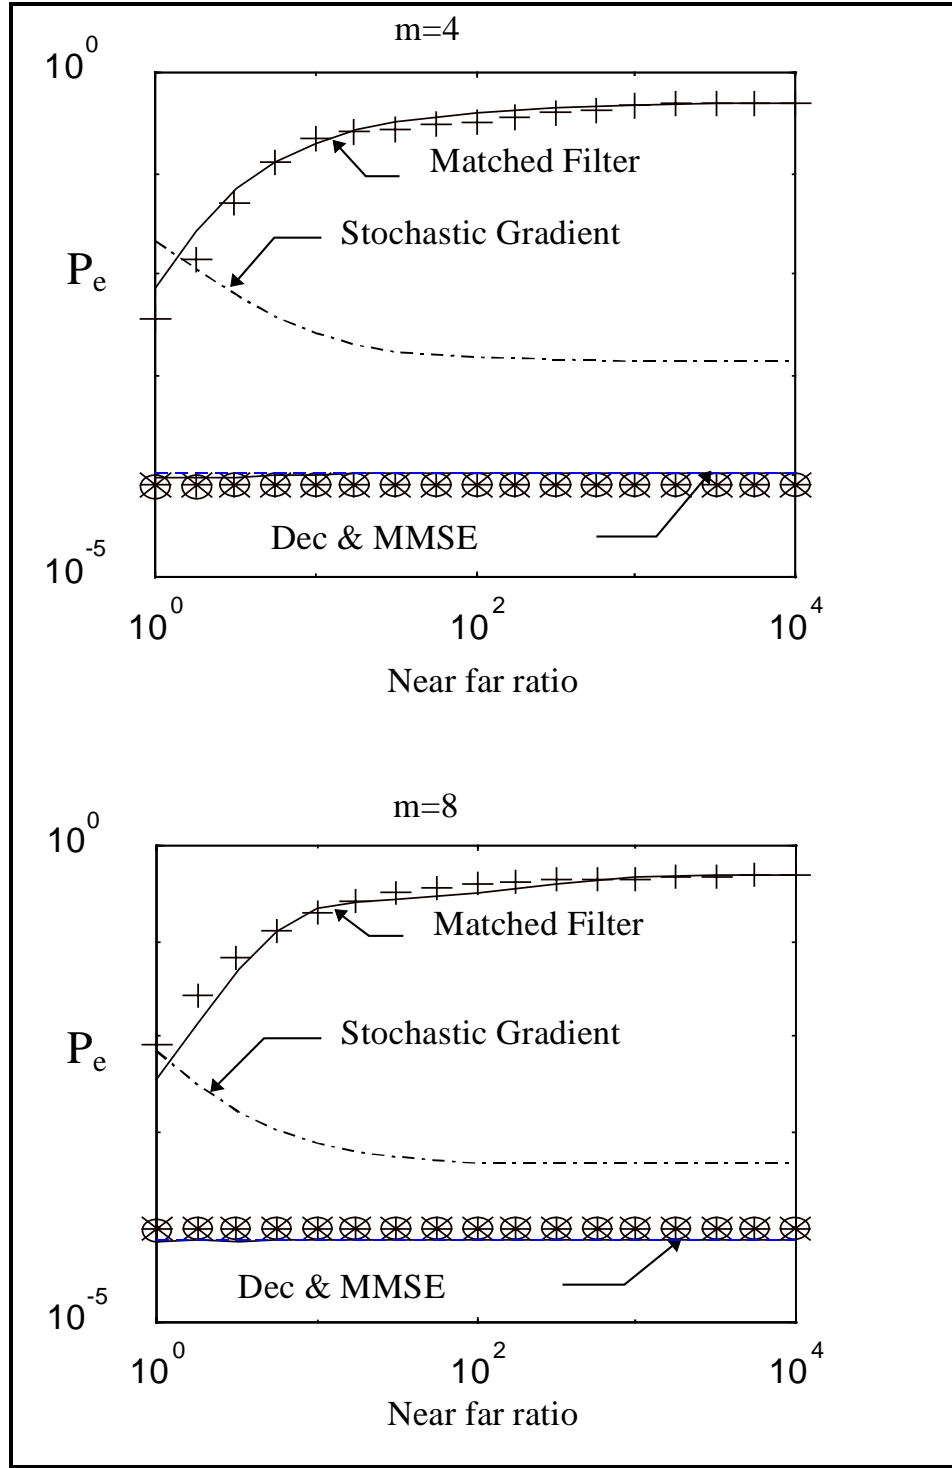 m=4
10^0
Matched Filter
Stochastic Gradient
P_e
Dec & MMSE
10^-5
10^0 10^2 10^4
Near far ratio
m=8
10^0
Matched Filter
Stochastic Gradient
P_e
Dec & MMSE
10^-5
10^0 10^2 10^4
Near far ratio